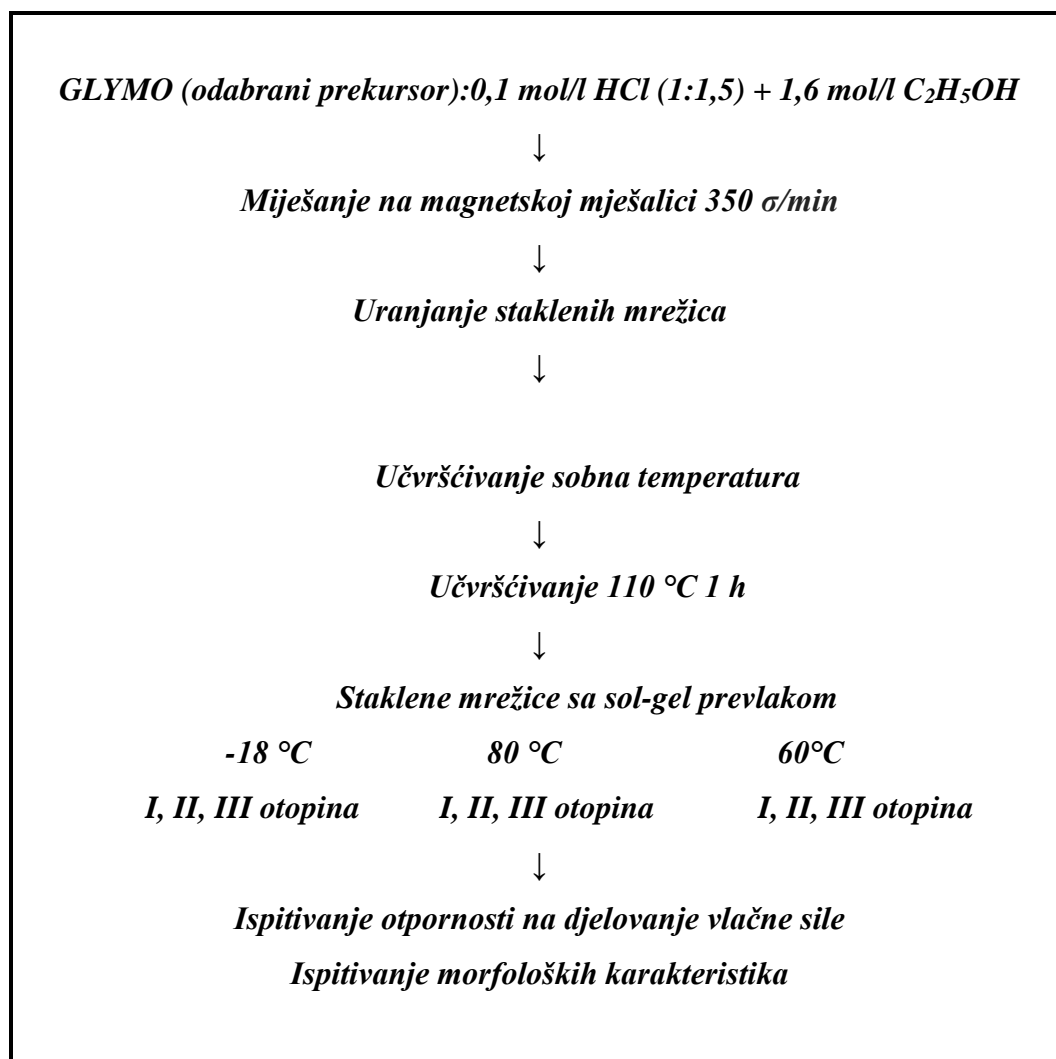 GLYMO (odabrani prekursor):0,1 mol/l HCl (1:1,5) + 1,6 mol/l C₂H₅OH
↓
Miješanje na magnetskoj mješalici 350 σ/min
↓
Uranjanje staklenih mrežica
↓
Učvršćivanje sobna temperatura
↓
Učvršćivanje 110 °C 1 h
↓
Staklene mrežice sa sol-gel prevlakom
-18 °C 80 °C 60°C
I, II, III otopina I, II, III otopina I, II, III otopina
↓
Ispitivanje otpornosti na djelovanje vlačne sile
Ispitivanje morfoloških karakteristika